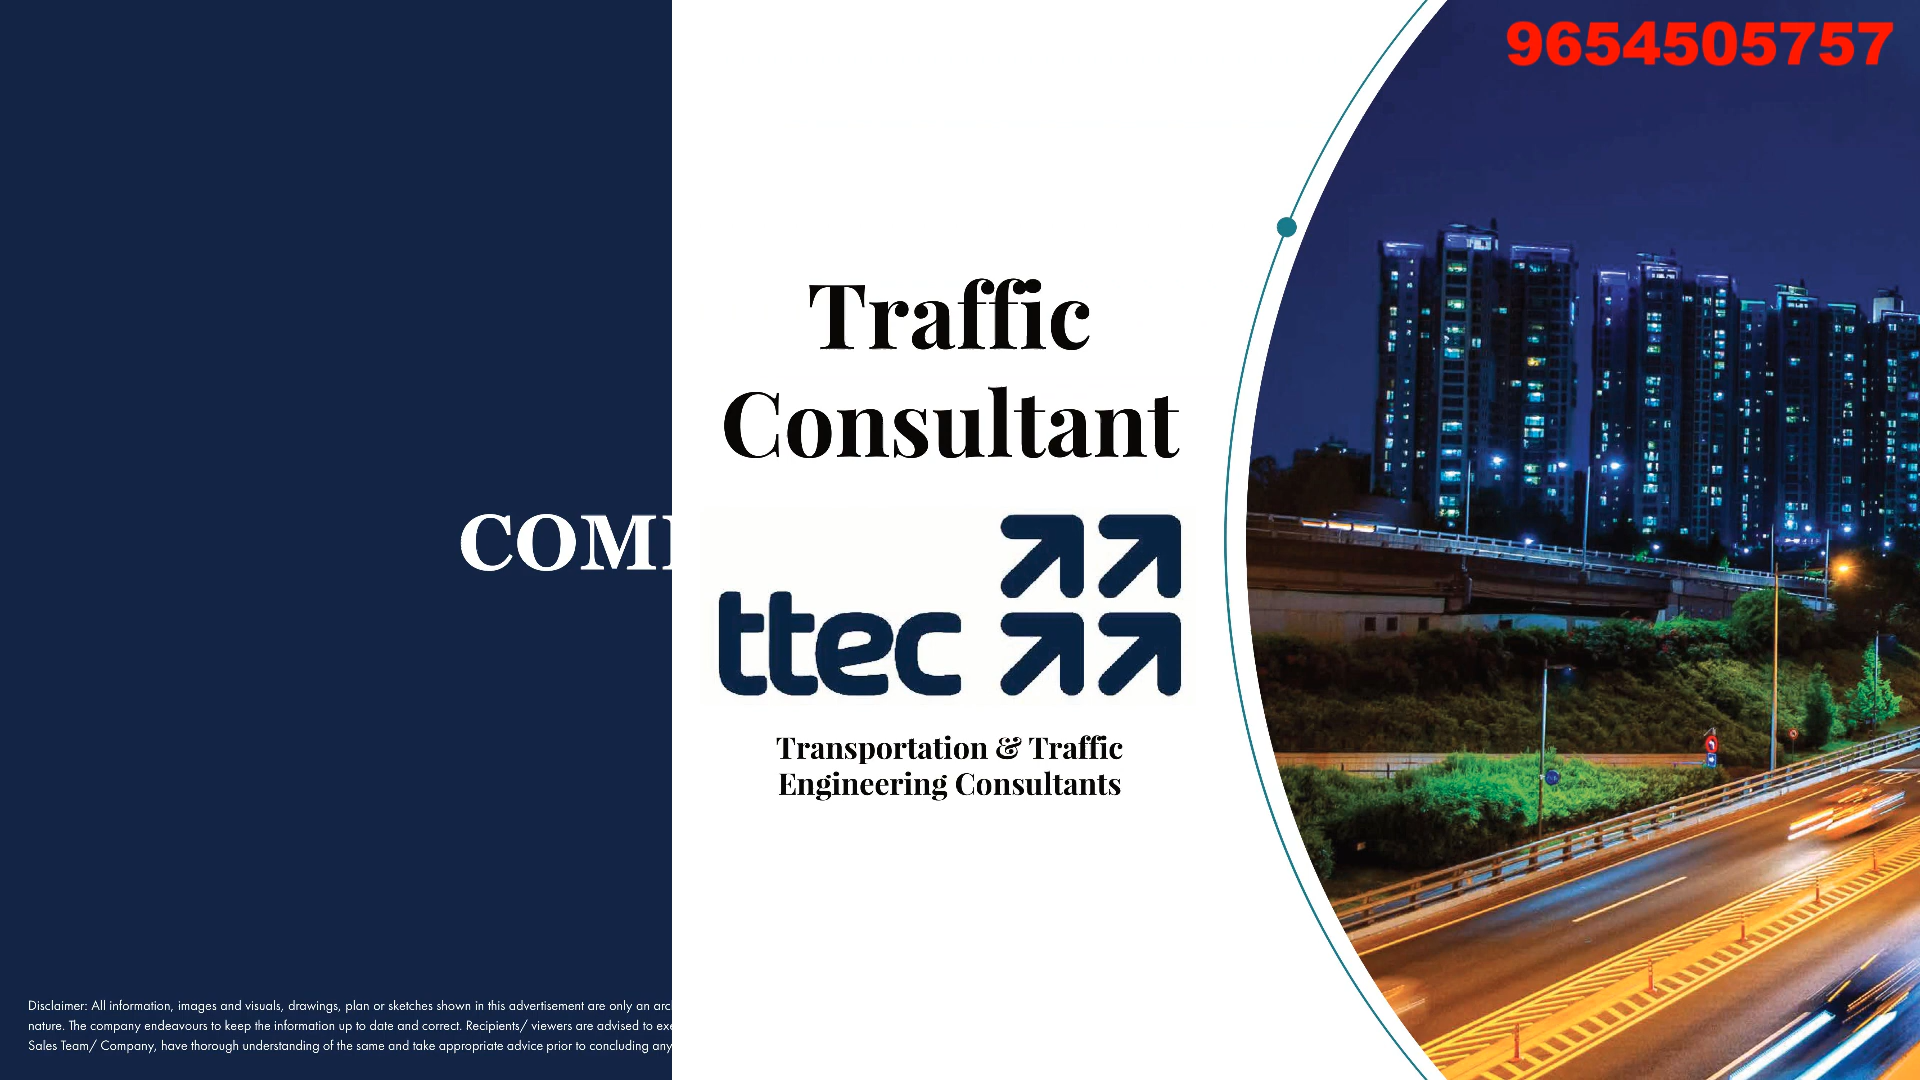 9654505757
Traffic
Consultant
ttec
Transportation & Traffic
Engineering Consultants
Disclaimer: All information, images and visuals, drawings, plan or sketches shown in this advertisement are only an
nature. The company endeavours to keep the information up to date and correct. Recipients/ viewers are advised to
Sales Team/ Company, have thorough understanding of the same and take appropriate advice prior to concluding any